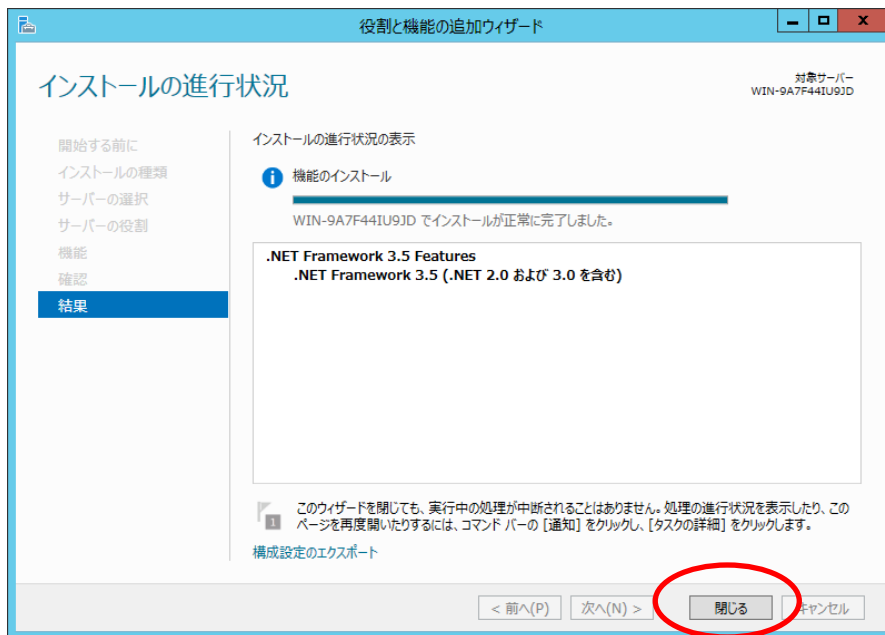 役割と機能の追加ウィザード
インストールの進行状況
対象サーバー
WIN-9A7F44IU9JD
開始する前に
インストールの種類
サーバーの選択
サーバーの役割
機能
確認
結果
インストールの進行状況の表示
機能のインストール
WIN-9A7F44IU9JD でインストールが正常に完了しました。
.NET Framework 3.5 Features
.NET Framework 3.5 (.NET 2.0 および 3.0 を含む)
1
このウィザードを閉じても、実行中の処理が中断されることはありません。処理の進行状況を表示したり、この
ページを再度開いたりするには、コマンド バーの [通知] をクリックし、[タスクの詳細] をクリックします。
構成設定のエクスポート
< 前へ(P)
次へ(N) >
閉じる
キャンセル